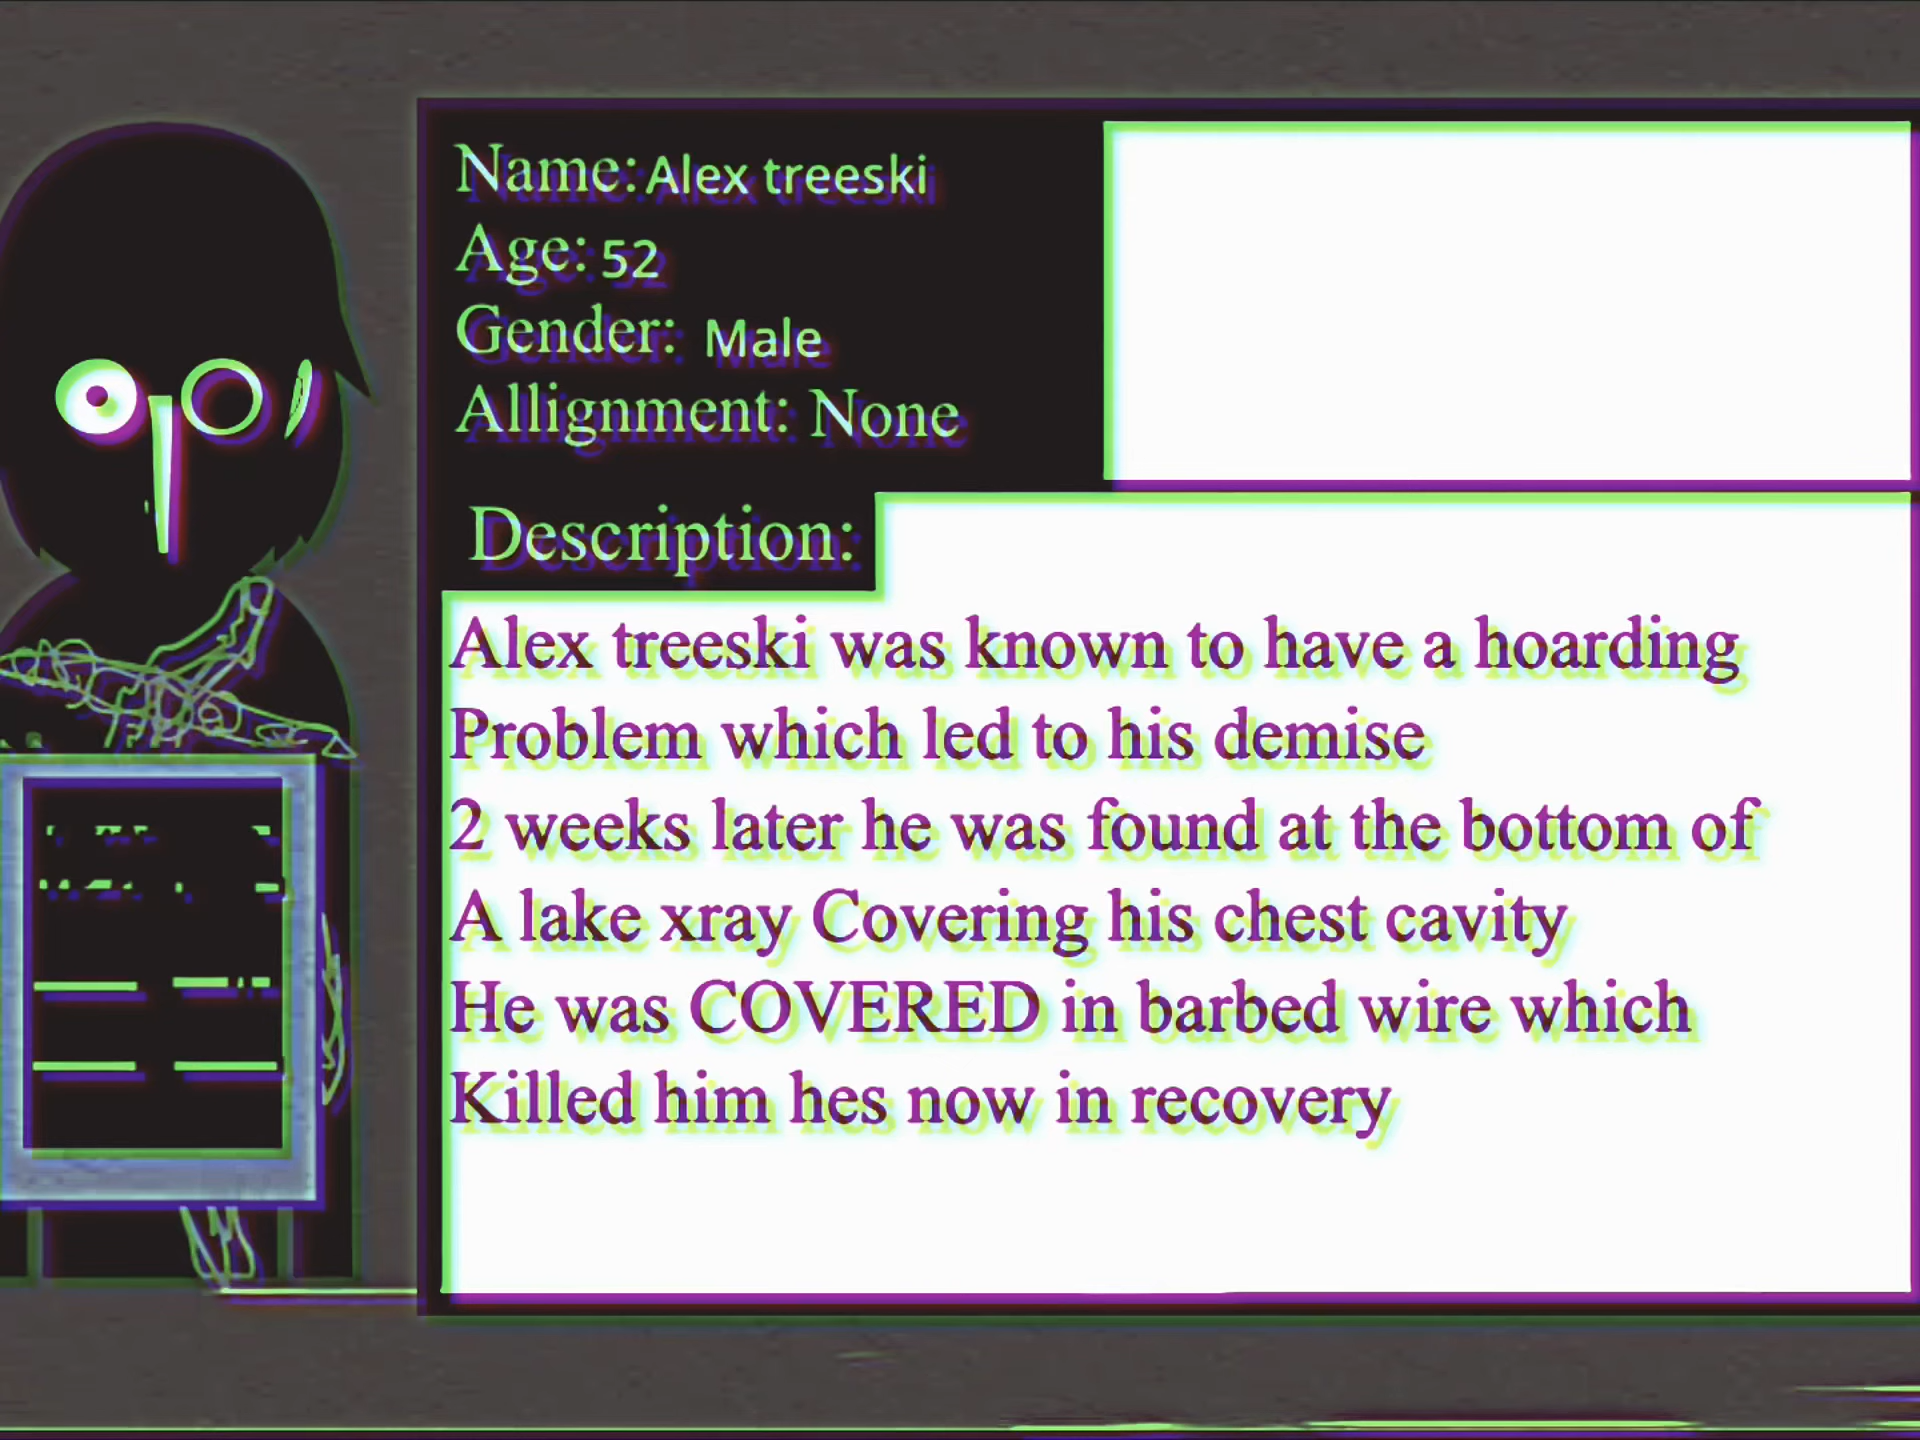 Name: Alex treeski
Age: 52
Gender: Male
Allignment: None
Description:
Alex treeski was known to have a hoarding
Problem which led to his demise
2 weeks later he was found at the bottom of
A lake xray Covering his chest cavity
He was COVERED in barbed wire which
Killed him hes now in recovery